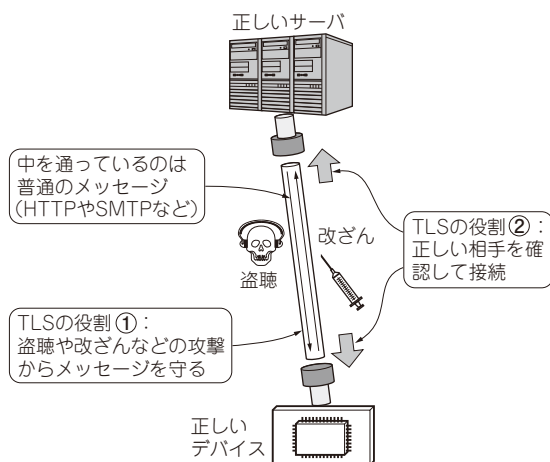 正しいサーバ
中を通っているのは
普通のメッセージ
(HTTPやSMTPなど)
盗聴
改ざん
TLSの役割②:
正しい相手を確
認して接続
TLSの役割①:
盗聴や改ざんなどの攻撃
からメッセージを守る
正しい
デバイス